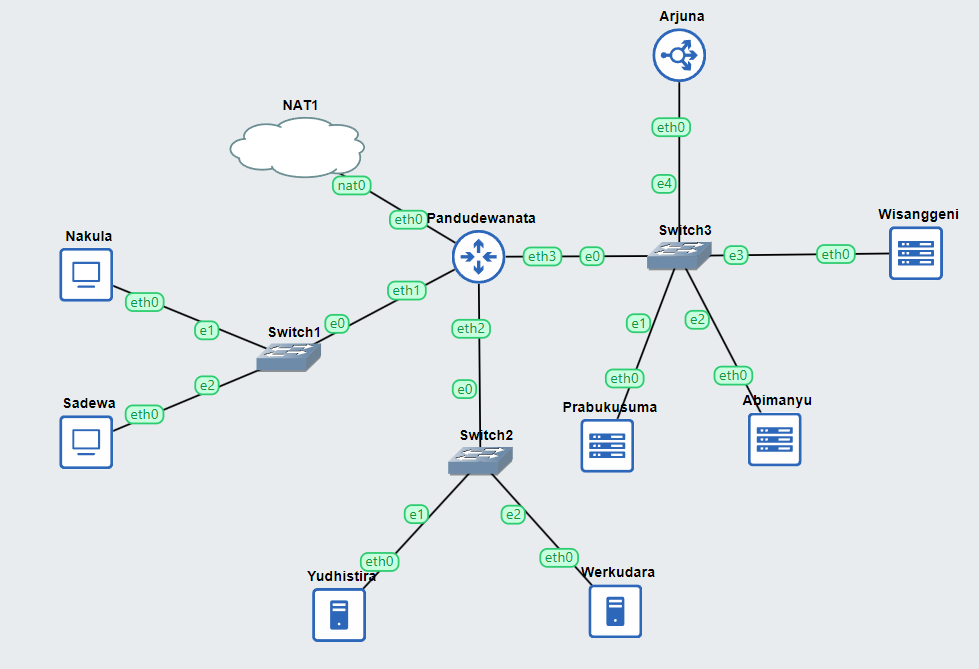 Arjuna
eth0
e4
NAT1
nat0
eth0
Pandudewanata
eth3
e0
Switch3
e3
eth0
Wisanggeni
Nakula
eth0
e1
Switch1
e0
eth1
e2
eth0
Sadewa
eth2
e0
Switch2
e1
eth0
Prabukusuma
e2
eth0
Abimanyu
e1
eth0
Yudhistira
e2
eth0
Werkudara